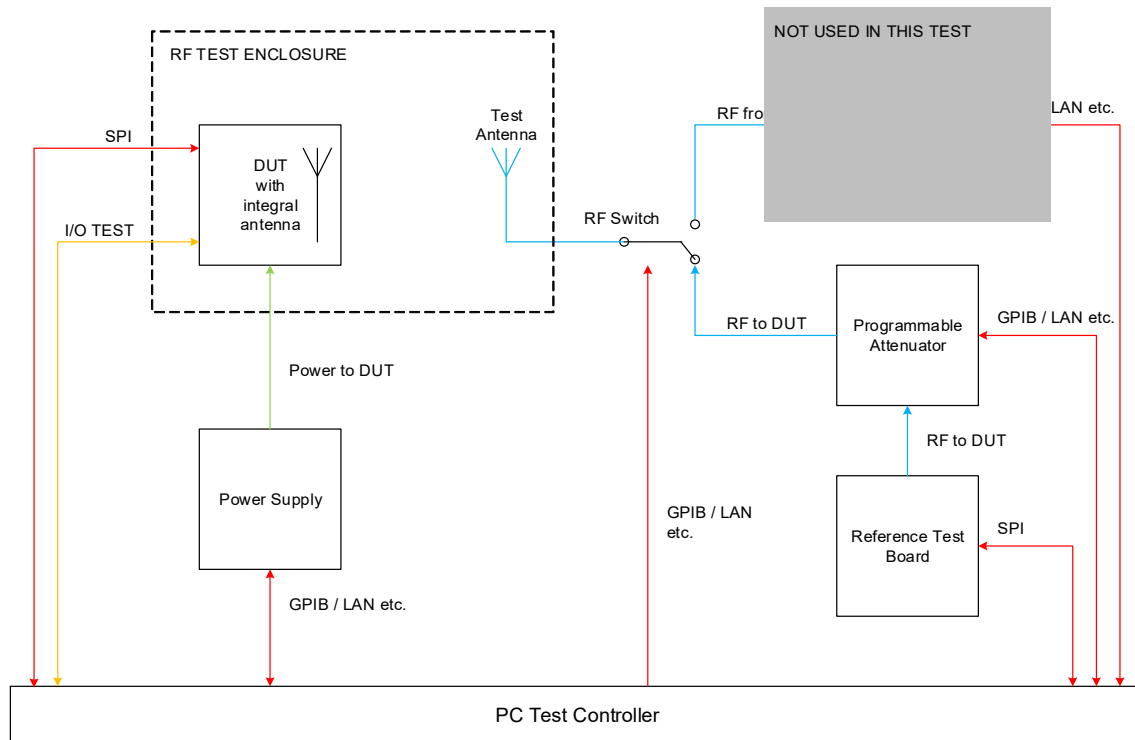 NOT USED IN THIS TEST
RF TEST ENCLOSURE
Test
Antenna
RF fro
LAN etc.
SPI
DUT
with
integral
antenna
RF Switch
I/O TEST
RF to DUT
Programmable
Attenuator
GPIB / LAN etc.
Power to DUT
RF to DUT
Power Supply
GPIB / LAN
etc.
Reference Test
Board
SPI
GPIB / LAN etc.
PC Test Controller